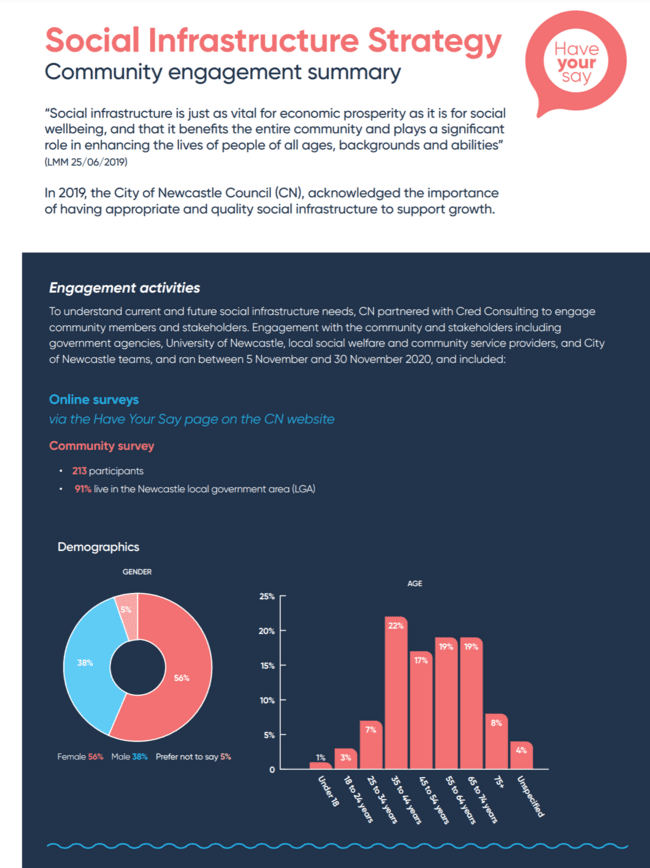 Social Infrastructure Strategy
Community engagement summary
Have
your
say
“Social infrastructure is just as vital for economic prosperity as it is for social
wellbeing, and that it benefits the entire community and plays a significant
role in enhancing the lives of people of all ages, backgrounds and abilities”
(LMM 25/06/2019)
In 2019, the City of Newcastle Council (CN), acknowledged the importance
of having appropriate and quality social infrastructure to support growth.
Engagement activities
To understand current and future social infrastructure needs, CN partnered with Cred Consulting to engage
community members and stakeholders. Engagement with the community and stakeholders including
government agencies, University of Newcastle, local social welfare and community service providers, and City
of Newcastle teams, and ran between 5 November and 30 November 2020, and included:
Online surveys
via the Have Your Say page on the CN website
Community survey
• 213 participants
• 91% live in the Newcastle local government area (LGA)
Demographics
GENDER
5%
38%
56%
Female 56% Male 38% Prefer not to say 5%
AGE
25%
20%
15%
10%
5%
0
1%
3%
7%
22%
17%
19%
19%
8%
4%
Under 18
18 to 24 years
25 to 34 years
35 to 44 years
45 to 54 years
55 to 64 years
65 to 74 years
75+
Unspecified